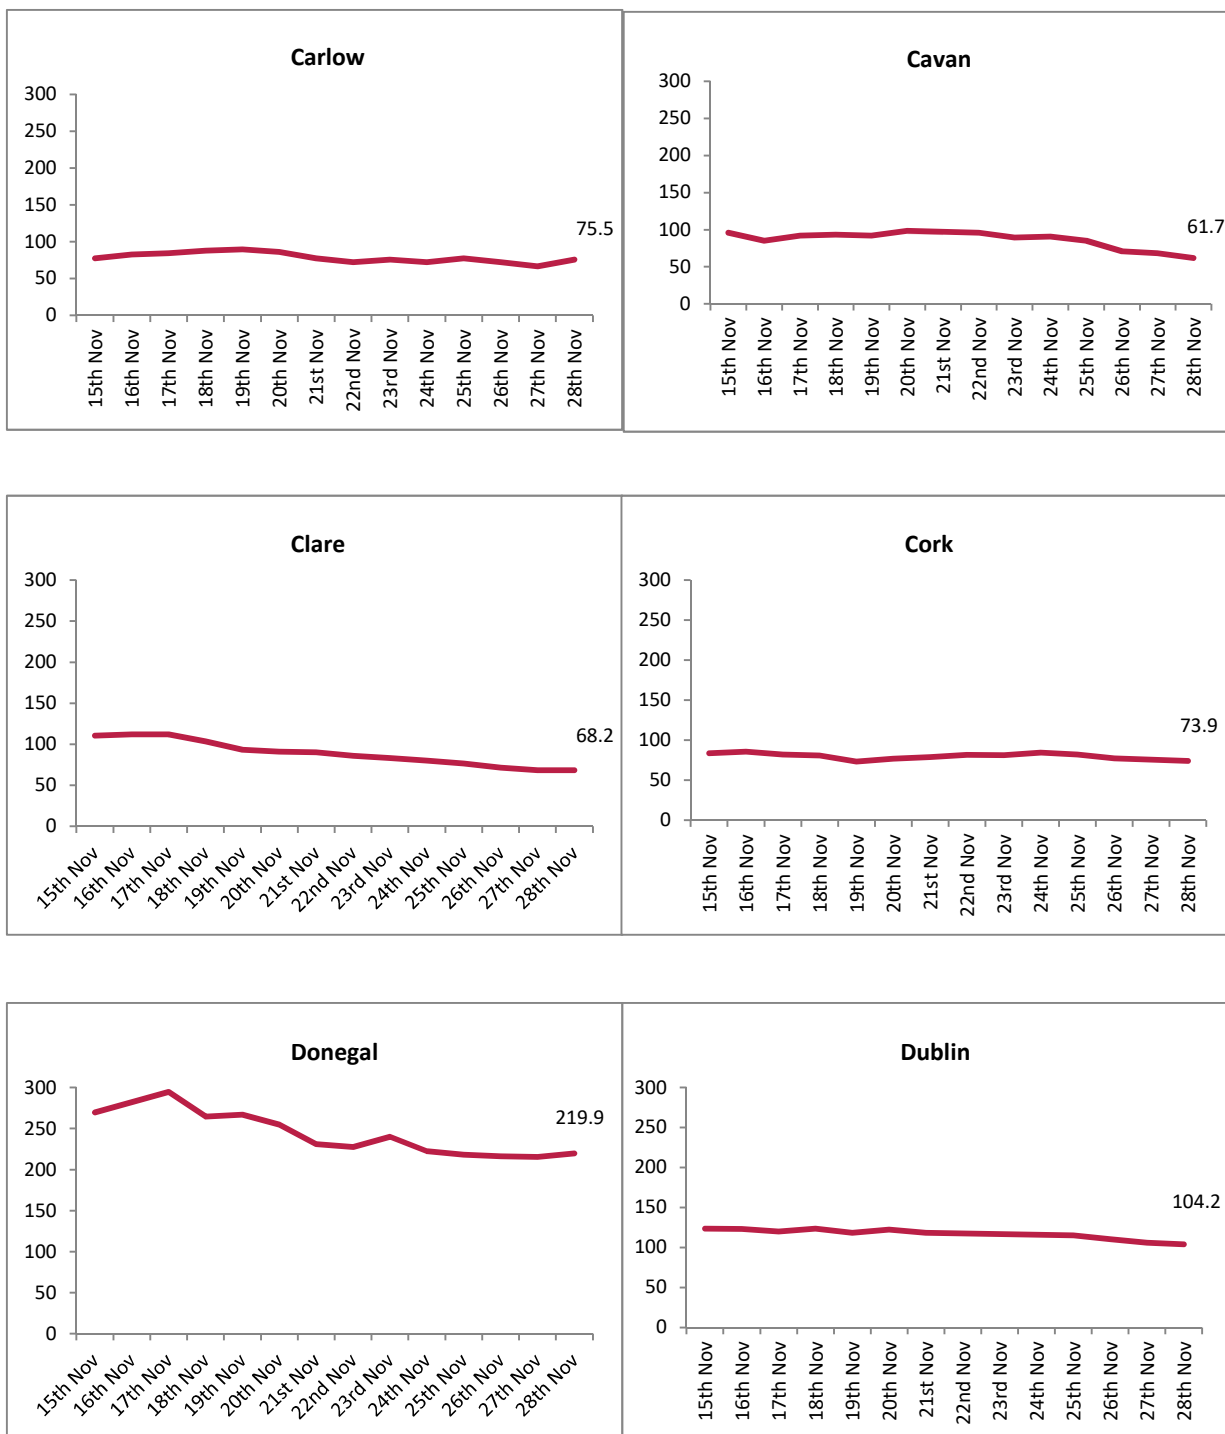 Carlow
300
250
200
150
100
50
0
75.5
15th Nov
16th Nov
17th Nov
18th Nov
19th Nov
20th Nov
21st Nov
22nd Nov
23rd Nov
24th Nov
25th Nov
26th Nov
27th Nov
28th Nov
Cavan
300
250
200
150
100
50
0
61.7
15th Nov
16th Nov
17th Nov
18th Nov
19th Nov
20th Nov
21st Nov
22nd Nov
23rd Nov
24th Nov
25th Nov
26th Nov
27th Nov
28th Nov
Clare
300
250
200
150
100
50
0
68.2
15th Nov
16th Nov
17th Nov
18th Nov
19th Nov
20th Nov
21st Nov
22nd Nov
23rd Nov
24th Nov
25th Nov
26th Nov
27th Nov
28th Nov
Cork
300
250
200
150
100
50
0
73.9
15th Nov
16th Nov
17th Nov
18th Nov
19th Nov
20th Nov
21st Nov
22nd Nov
23rd Nov
24th Nov
25th Nov
26th Nov
27th Nov
28th Nov
Donegal
300
250
200
150
100
50
0
219.9
15th Nov
16th Nov
17th Nov
18th Nov
19th Nov
20th Nov
21st Nov
22nd Nov
23rd Nov
24th Nov
25th Nov
26th Nov
27th Nov
28th Nov
Dublin
300
250
200
150
100
50
0
104.2
15th Nov
16th Nov
17th Nov
18th Nov
19th Nov
20th Nov
21st Nov
22nd Nov
23rd Nov
24th Nov
25th Nov
26th Nov
27th Nov
28th Nov